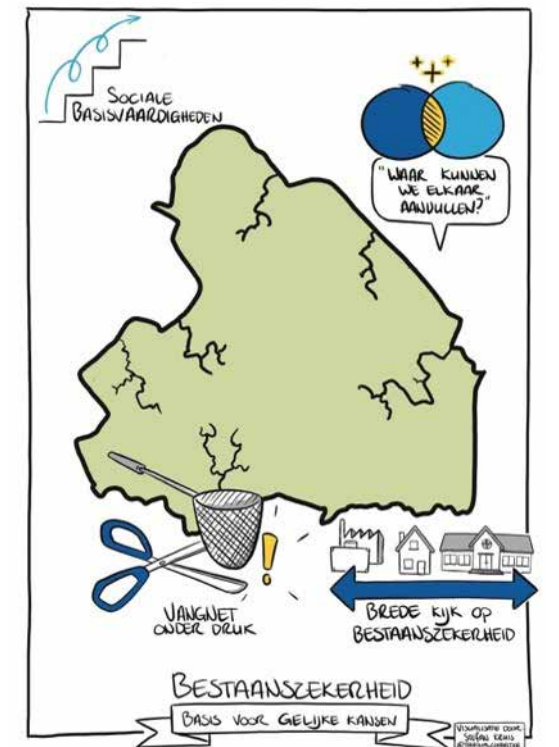 SOCIALE
BASISVAARDIGHEDEN
"WAAR KUNNEN
WE ELKAAR
AANVULLEN?"
VANGNET
ONDER DRUK
BREDE KIJK OP
BESTAANSZEKERHEID
BESTAANSZEKERHEID
BASIS VOOR GELIJKE KANSEN
VISUALISATIE DOOR